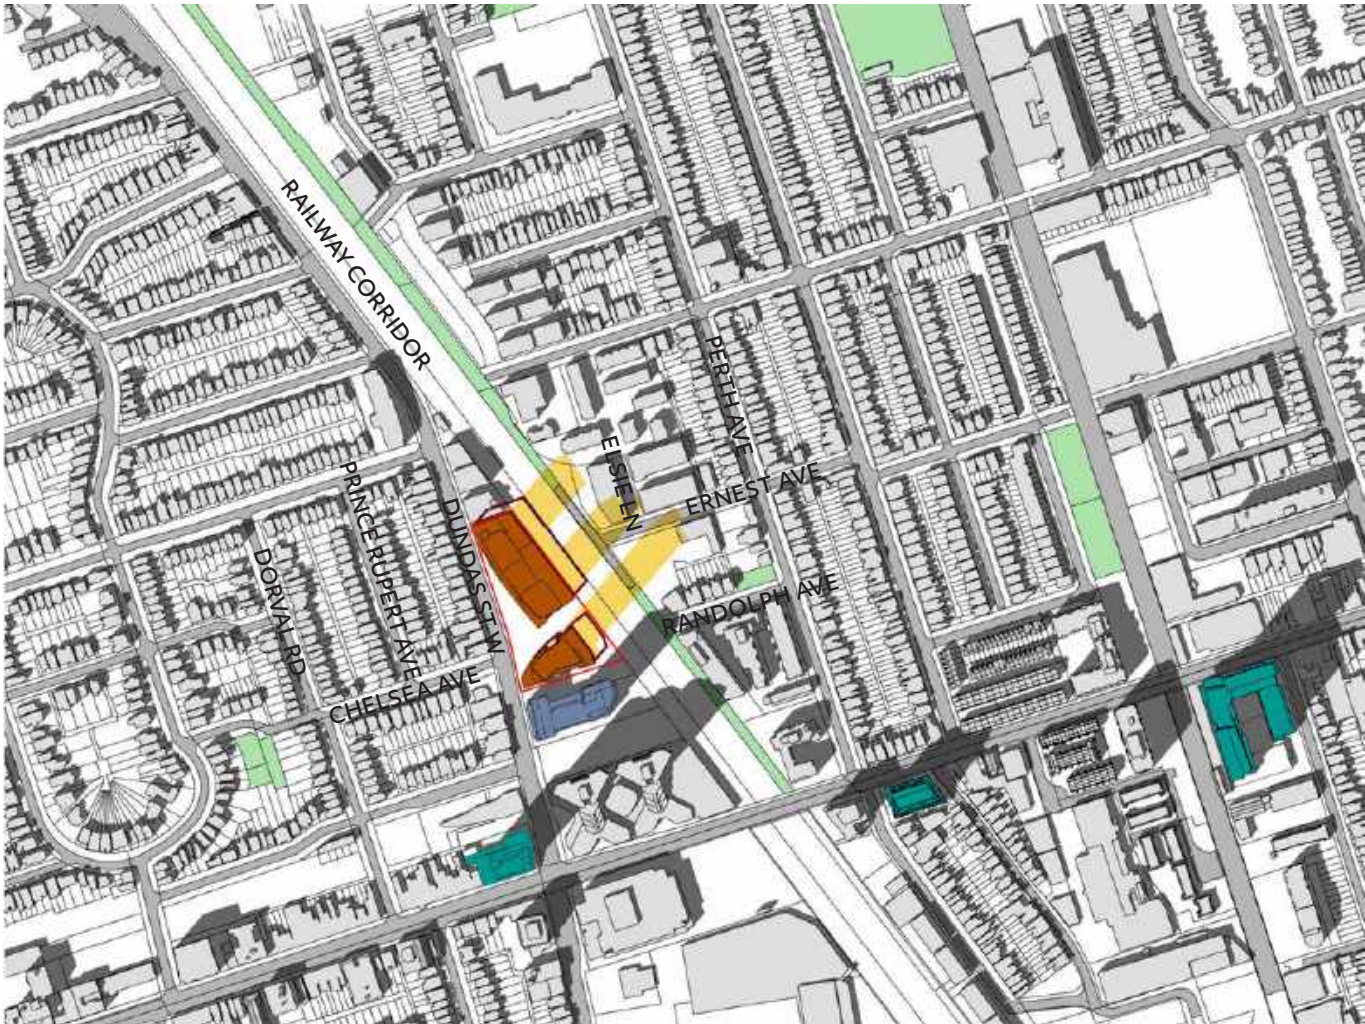 RAILWAY CORRIDOR
PERTH AVE
ELSIE LN
ERNEST AVE
PRINCE RUPERT AVE
DUNDAS ST W
DORVAL RD
RANDOLPH AVE
CHELSEA AVE